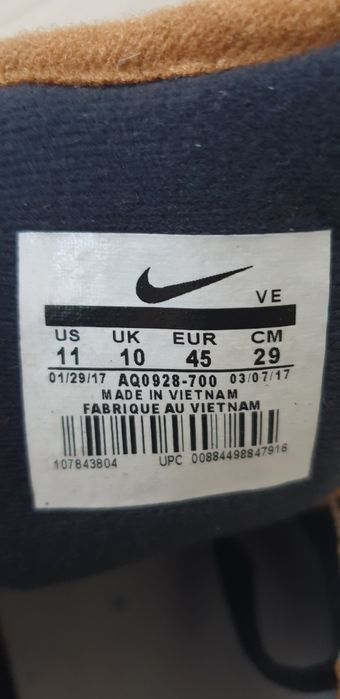 VE
US UK EUR CM
11 10 45 29
01/29/17 AQ0928-700 03/07/17
MADE IN VIETNAM
FABRIQUE AU VIETNAM
107843804 UPC 00884498847916